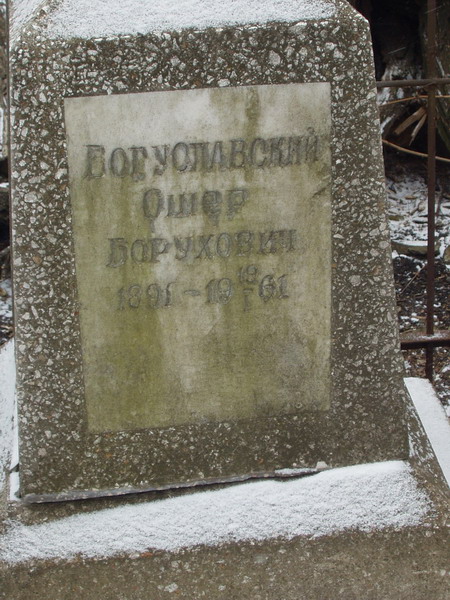 Богуславский
Ошер
Борухович
1891 – 19 18/I 61